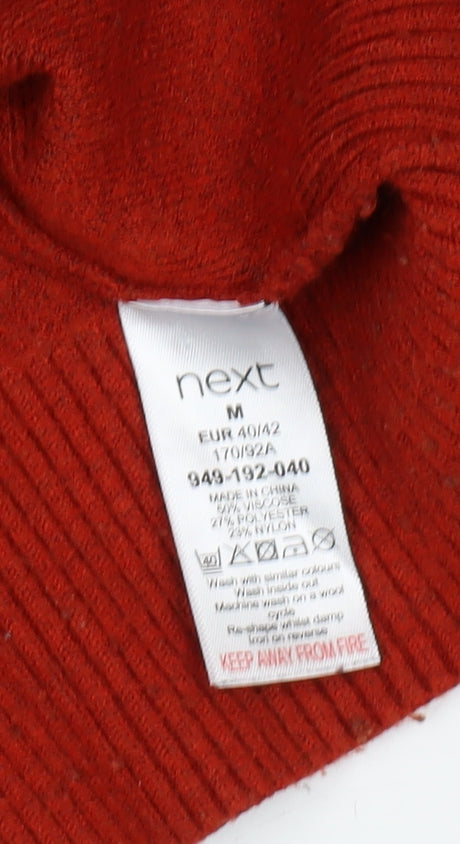 next
M
EUR 40/42
170/92A
949-192-040
MADE IN CHINA
50% VISCOSE
27% POLYESTER
23% NYLON
40
Wash with similar colours
Wash inside out
Machine wash on a wool
cycle
Re-shape whilst damp
Iron on reverse
KEEP AWAY FROM FIRE